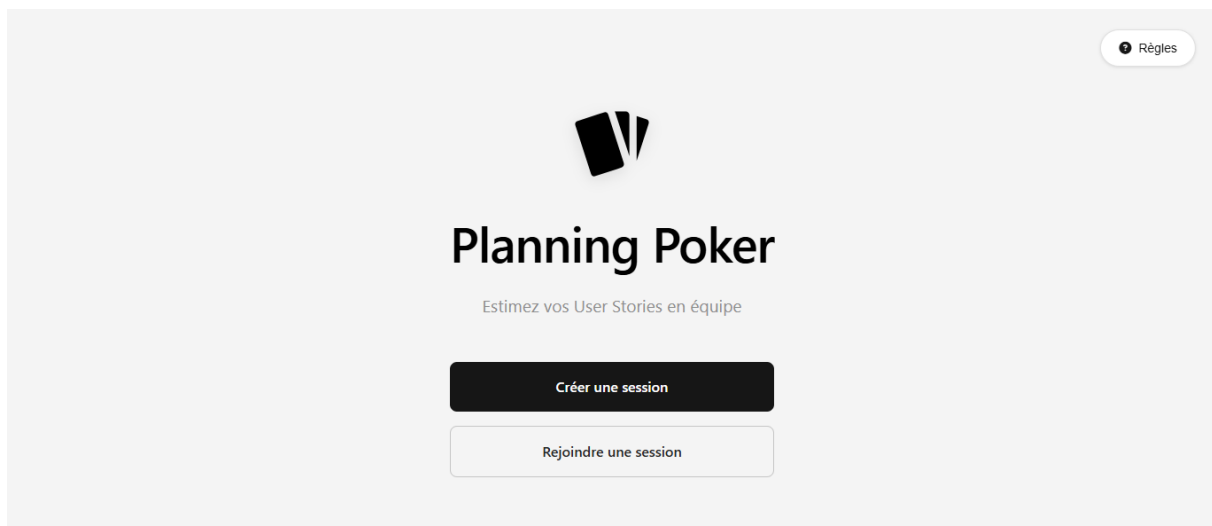 Règles
Planning Poker
Estimez vos User Stories en équipe
Créer une session
Rejoindre une session